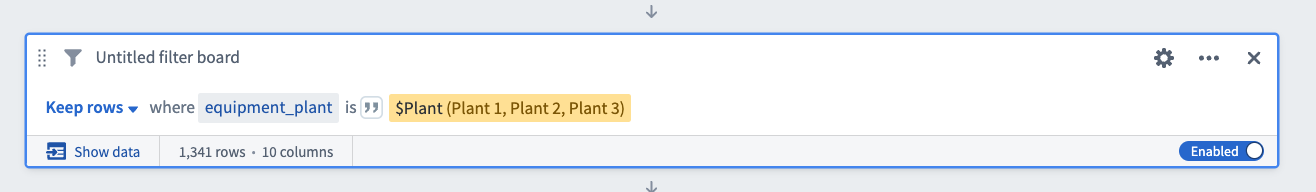 Untitled filter board
Keep rows where equipment_plant is ❞ $Plant (Plant 1, Plant 2, Plant 3)
Show data 1,341 rows • 10 columns Enabled